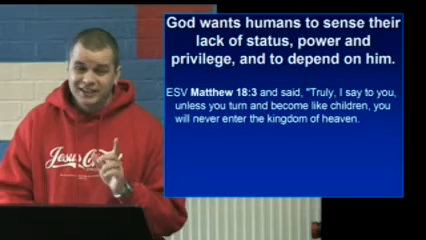 God wants humans to sense their
lack of status, power and
privilege, and to depend on him.
ESV Matthew 18:3 and said, "Truly, I say to you,
unless you turn and become like children, you
will never enter the kingdom of heaven.
Jesus